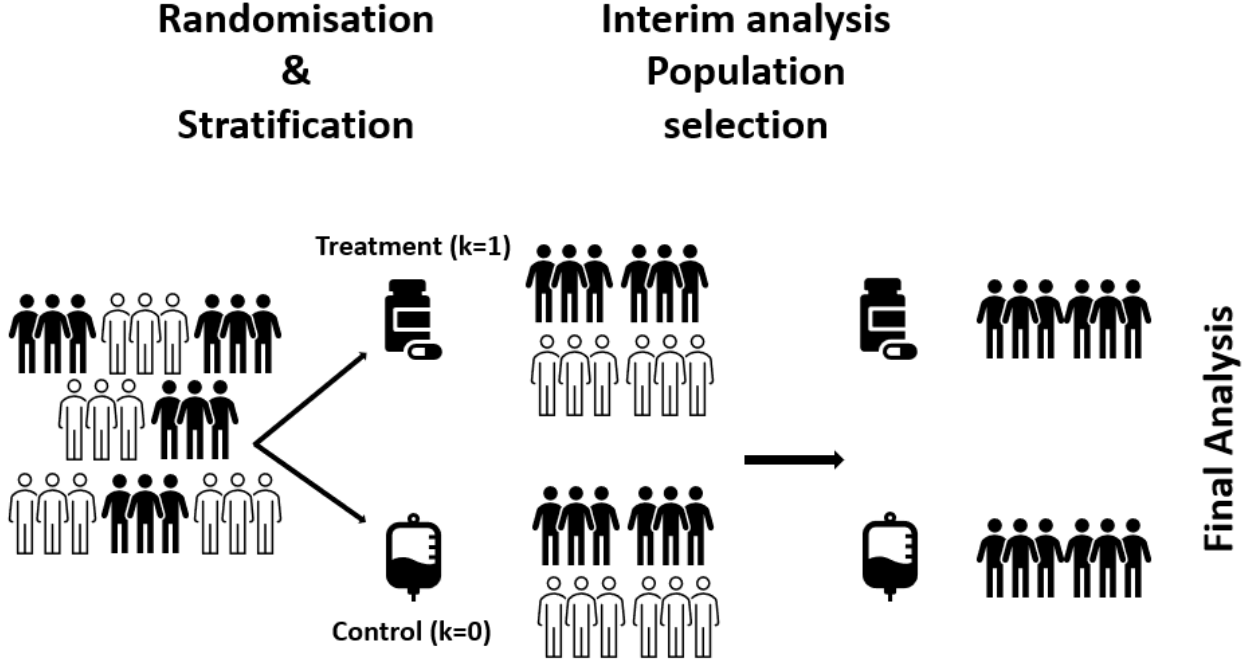 Randomisation
&
Stratification
Interim analysis
Population
selection
Treatment (k=1)
Control (k=0)
Final Analysis